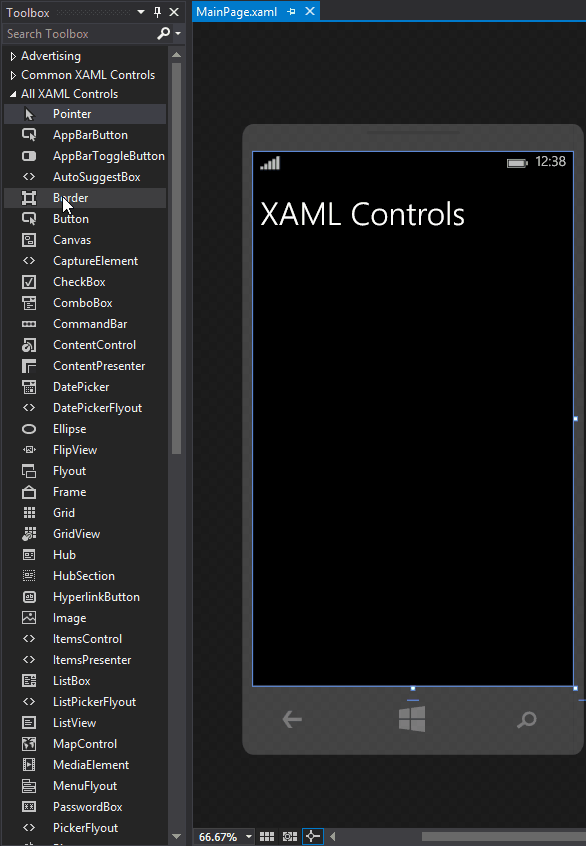 Toolbox
Search Toolbox
Advertising
Common XAML Controls
All XAML Controls
Pointer
AppBarButton
AppBarToggleButton
AutoSuggestBox
Border
Button
Canvas
CaptureElement
CheckBox
ComboBox
CommandBar
ContentControl
ContentPresenter
DatePicker
DatePickerFlyout
Ellipse
FlipView
Flyout
Frame
Grid
GridView
Hub
HubSection
HyperlinkButton
Image
ItemsControl
ItemsPresenter
ListBox
ListPickerFlyout
ListView
MapControl
MediaElement
MenuFlyout
PasswordBox
PickerFlyout
MainPage.xaml
12:38
XAML Controls
66.67%